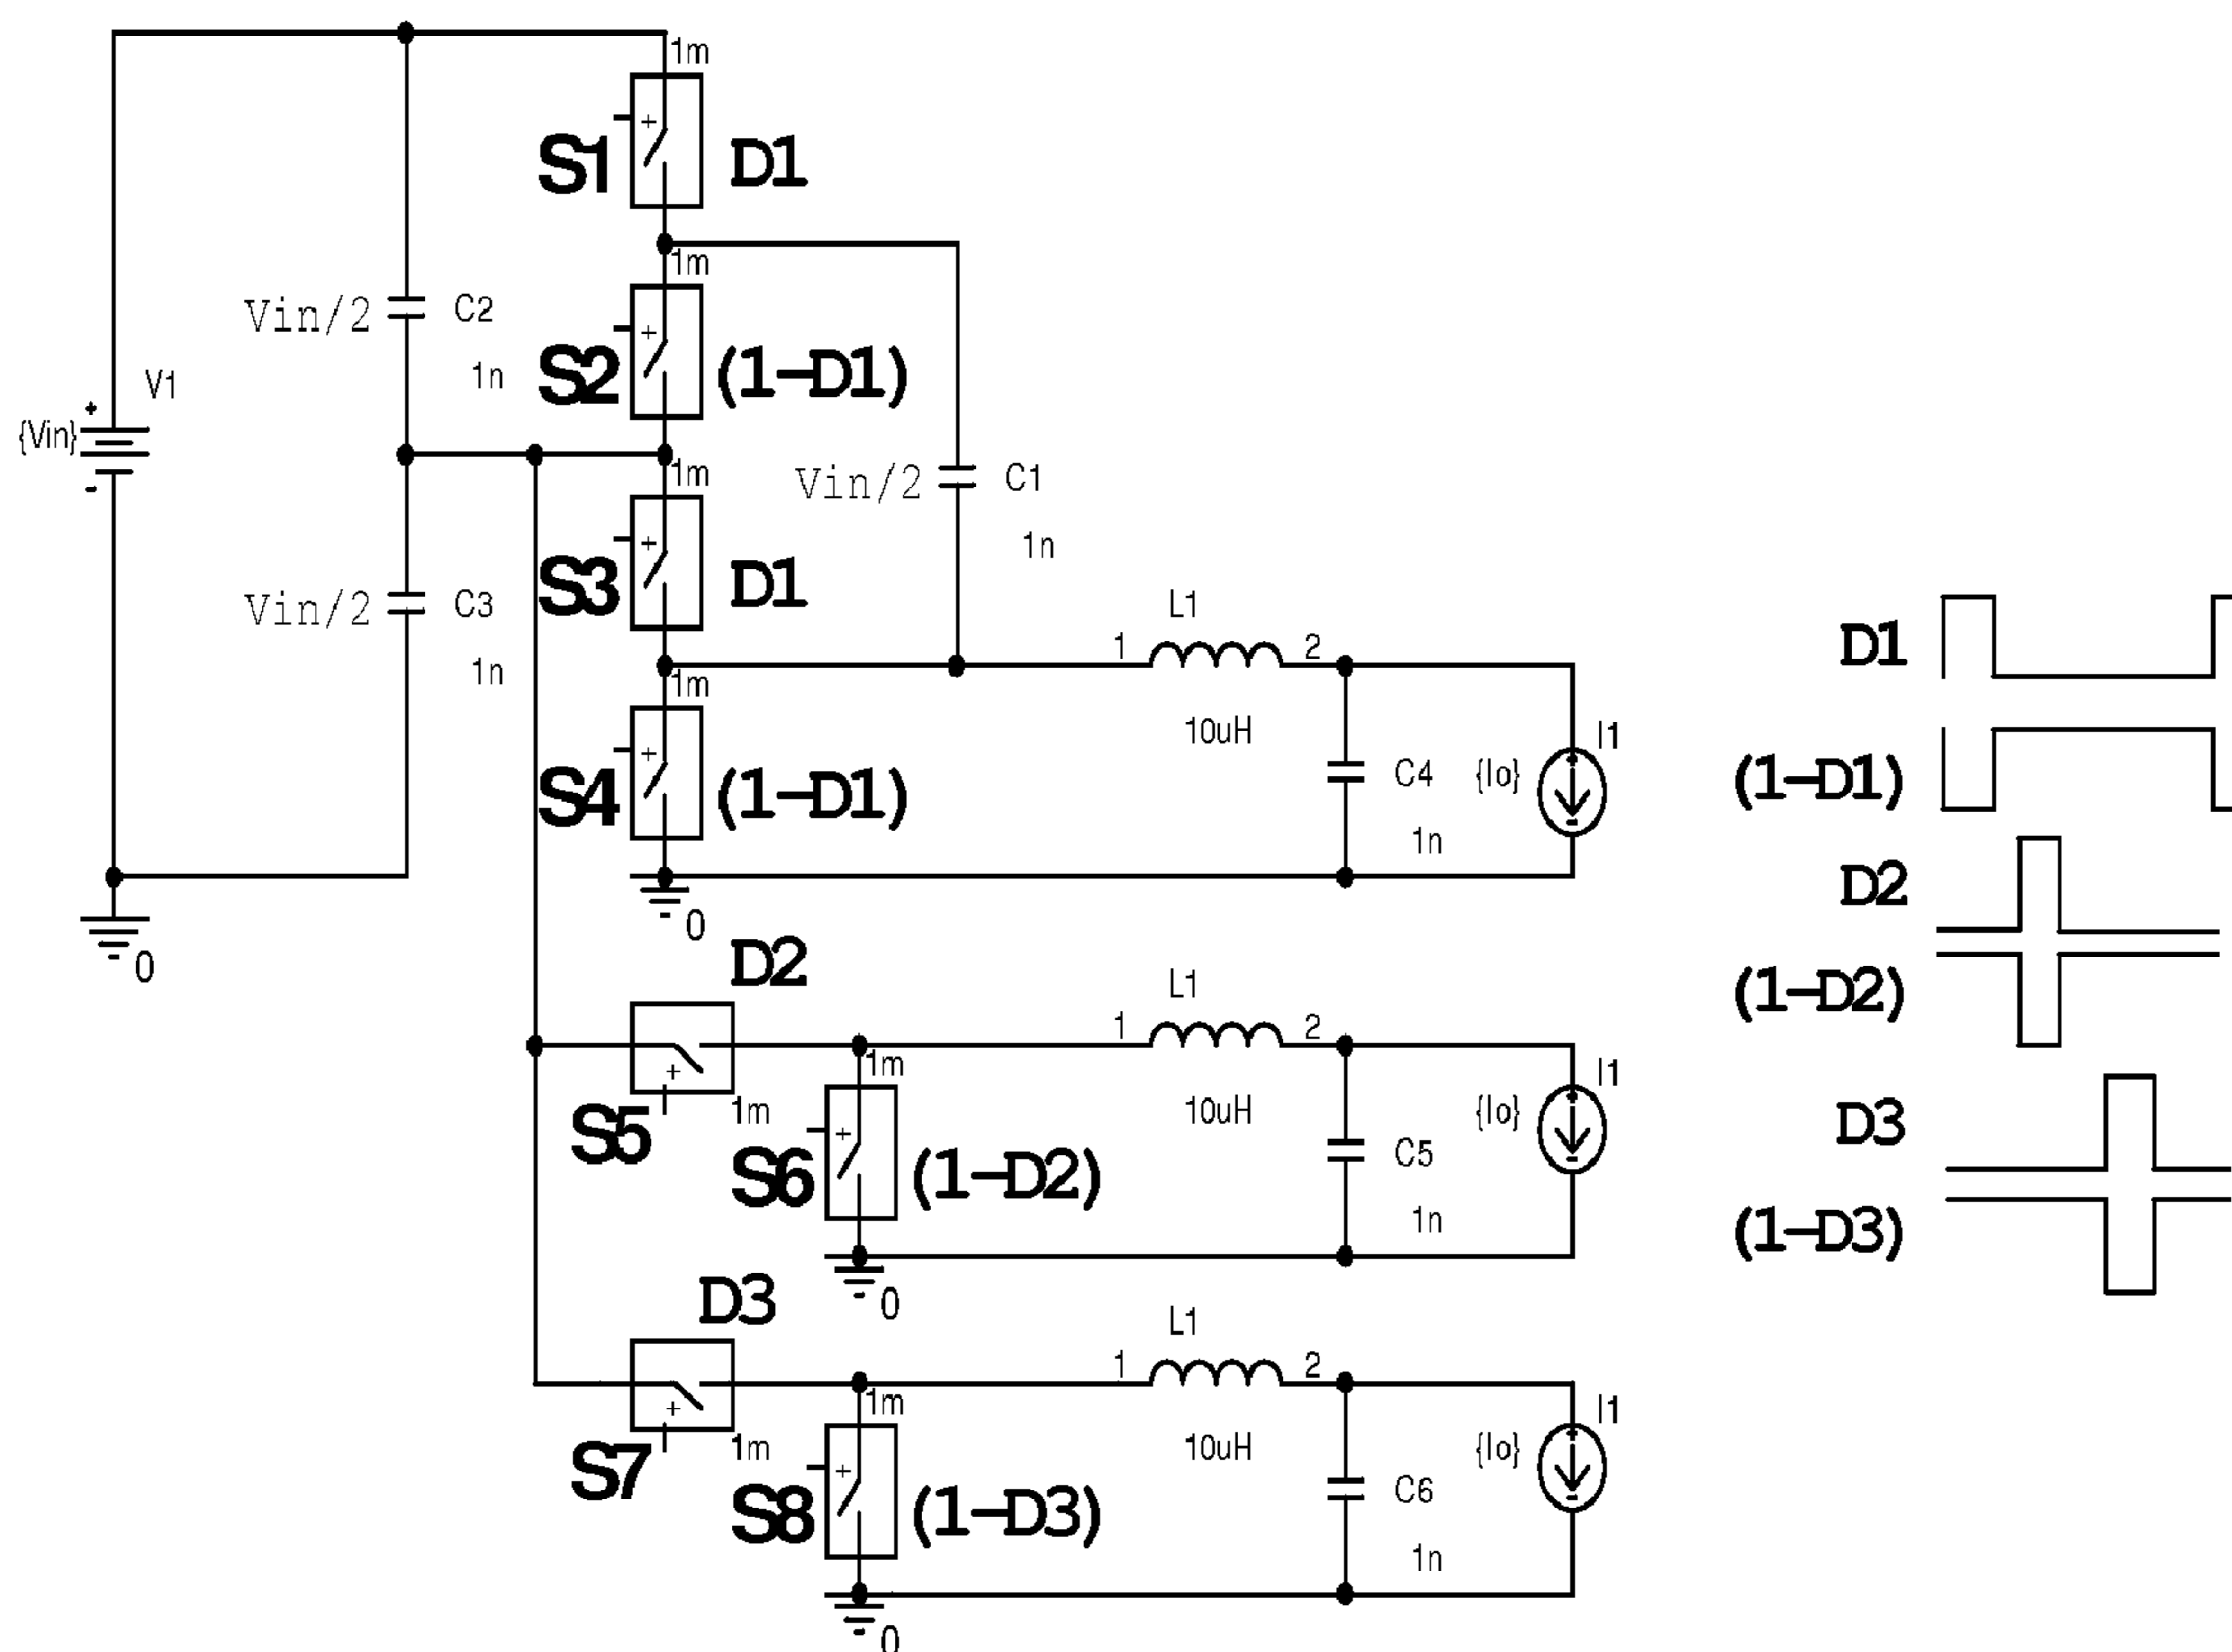 1m
S1 D1
1m
Vin/2 C2
1n
S2 (1-D1)
V1
{Vin}
1m
Vin/2 C1
1n
Vin/2 C3
1n
S3 D1
1m
L1
1 2
10uH
S4 (1-D1)
C4
1n
{Io}
I1
0
0
D2
S5
1m
1m
S6 (1-D2)
L1
1 2
10uH
C5
1n
{Io}
I1
0
D3
S7
1m
1m
S8 (1-D3)
L1
1 2
10uH
C6
1n
{Io}
I1
0
D1
(1-D1)
D2
(1-D2)
D3
(1-D3)